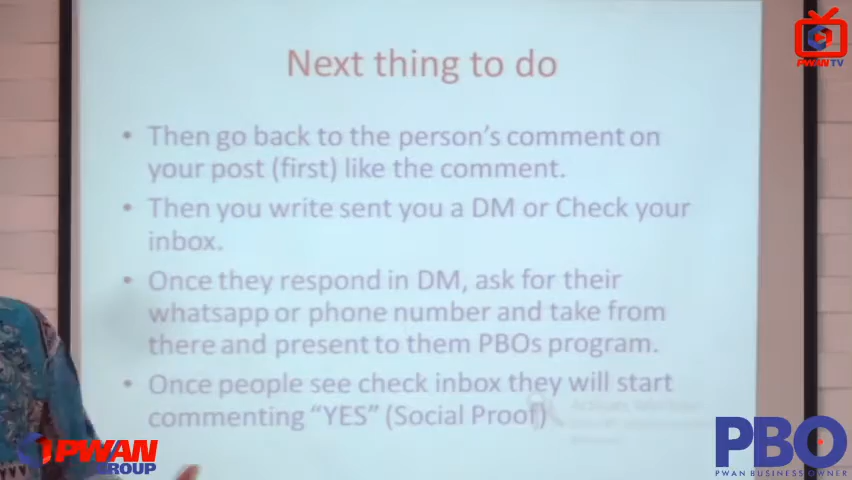 Next thing to do
• Then go back to the person's comment on
your post (first) like the comment.
• Then you write sent you a DM or Check your
inbox.
• Once they respond in DM, ask for their
whatsapp or phone number and take from
there and present to them PBOs program.
• Once people see check inbox they will start
commenting "YES" (Social Proof)
PWANTV
PWAN
GROUP
PBO
PWAN BUSINESS OWNER